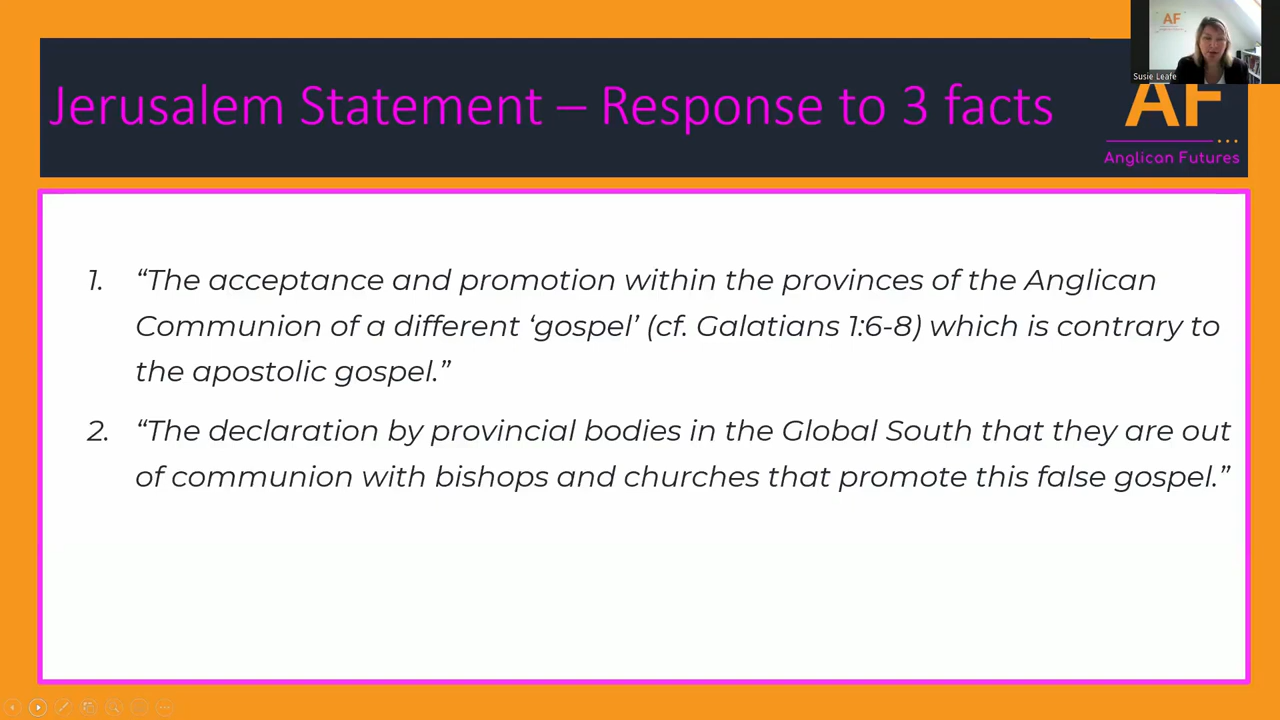 AF
Susie Leafe
Jerusalem Statement – Response to 3 facts
AF
Anglican Futures
1. “The acceptance and promotion within the provinces of the Anglican
Communion of a different ‘gospel’ (cf. Galatians 1:6-8) which is contrary to
the apostolic gospel.”
2. “The declaration by provincial bodies in the Global South that they are out
of communion with bishops and churches that promote this false gospel.”